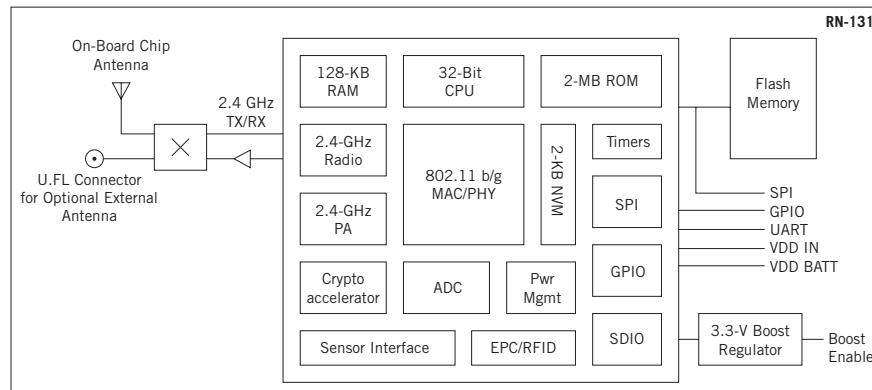 RN-131
On-Board Chip
Antenna
2.4 GHz
TX/RX
U.FL Connector
for Optional External
Antenna
128-KB
RAM
32-Bit
CPU
2-MB ROM
Flash
Memory
2.4-GHz
Radio
802.11 b/g
MAC/PHY
2-KB NVM
Timers
2.4-GHz
PA
SPI
SPI
GPIO
UART
VDD IN
VDD BATT
Crypto
accelerator
ADC
Pwr
Mgmt
GPIO
Sensor Interface
EPC/RFID
SDIO
3.3-V Boost
Regulator
Boost
Enable